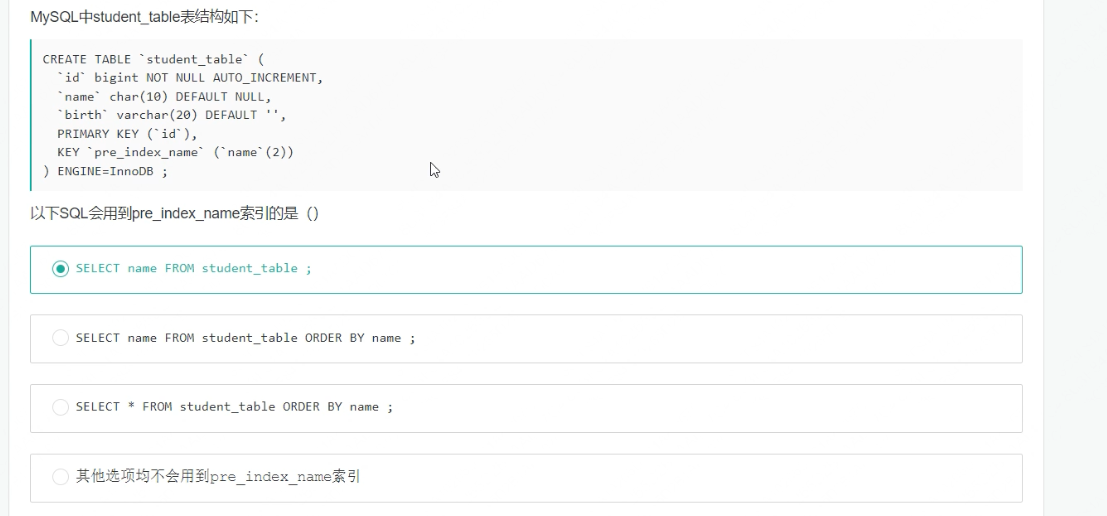 MySQL中student_table表结构如下：
CREATE TABLE `student_table` (
  `id` bigint NOT NULL AUTO_INCREMENT,
  `name` char(10) DEFAULT NULL,
  `birth` varchar(20) DEFAULT '',
  PRIMARY KEY (`id`),
  KEY `pre_index_name` (`name`(2))
) ENGINE=InnoDB ;
以下SQL会用到pre_index_name索引的是（）
SELECT name FROM student_table ;
SELECT name FROM student_table ORDER BY name ;
SELECT * FROM student_table ORDER BY name ;
其他选项均不会用到pre_index_name索引